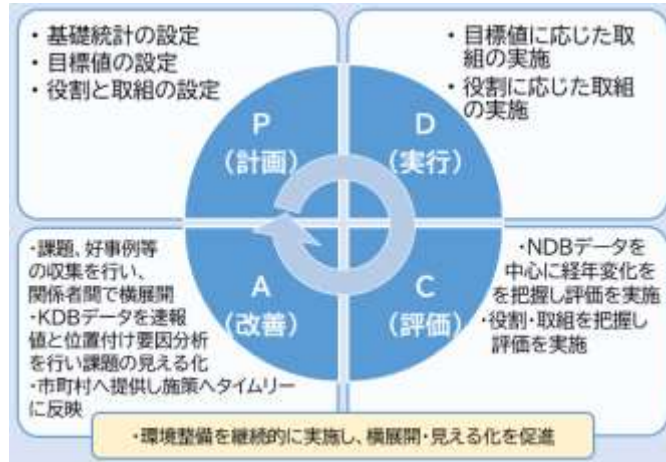 ・基礎統計の設定
・目標値の設定
・役割と取組の設定
・目標値に応じた取
組の実施
・役割に応じた取組
の実施
P
(計画)
D
(実行)
A
(改善)
C
(評価)
・課題、好事例等
の収集を行い、
関係者間で横展開
・KDBデータを速報
値と位置付け要因分析
を行い課題の見える化
・市町村へ提供し施策へタイムリー
に反映
・NDBデータを
中心に経年変化を
を把握し評価を実施
・役割・取組を把握し
評価を実施
・環境整備を継続的に実施し、横展開・見える化を促進